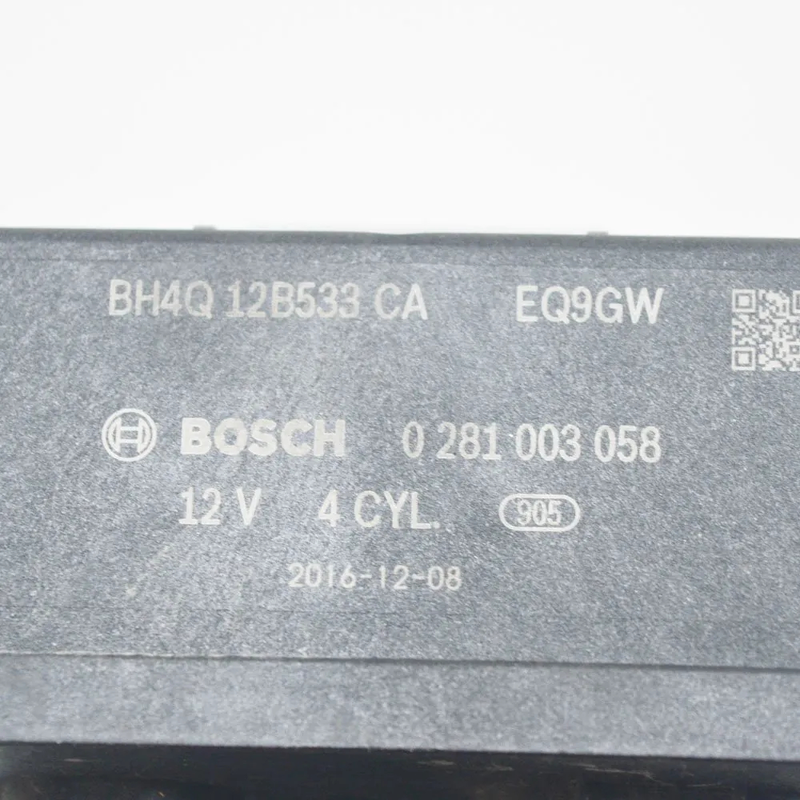 BH4Q 12B533 CA EQ9GW
BOSCH 0 281 003 058
12 V 4 CYL. 905
2016-12-08